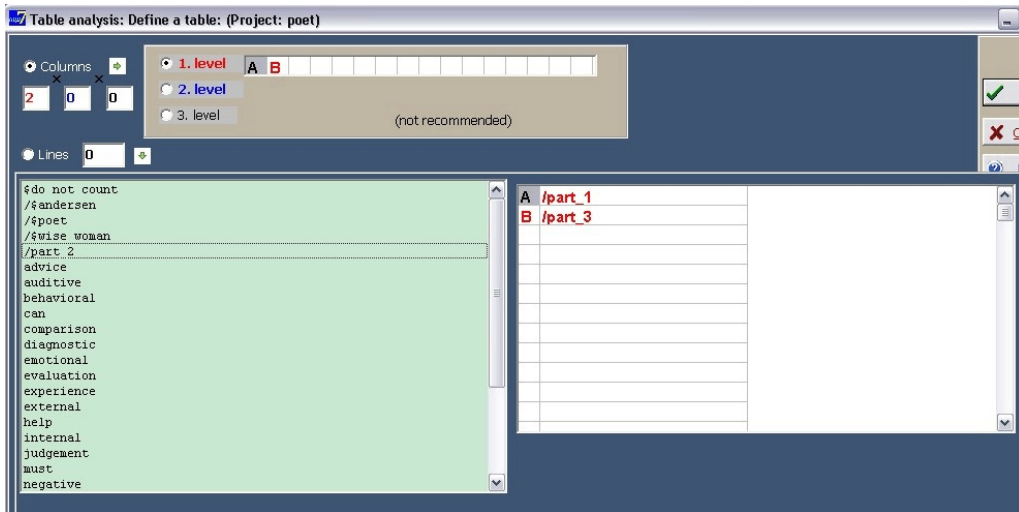 Table analysis: Define a table: (Project: poet)
Columns
1. level
A B
2 0 0
2. level
3. level
(not recommended)
Lines 0
$do not count
/$andersen
/$poet
/$wise woman
/part 2
advice
auditive
behavioral
can
comparison
diagnostic
emotional
evaluation
experience
external
help
internal
judgement
must
negative
A /part_1
B /part_3